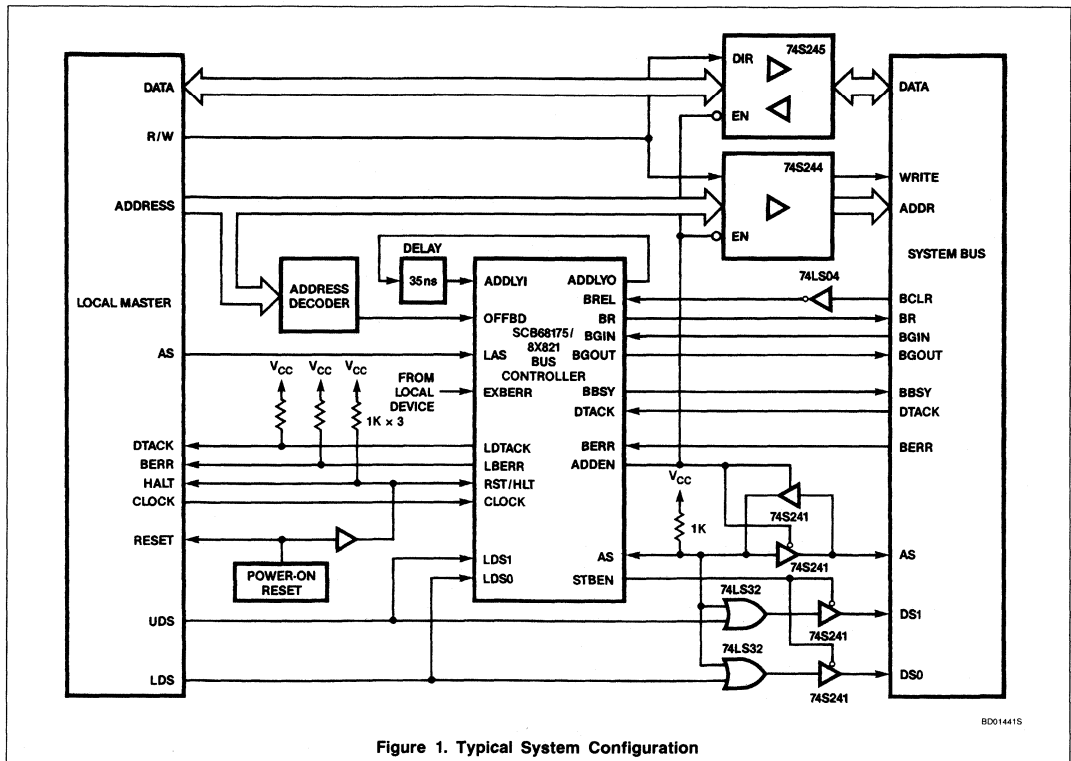 74S245
DIR
DATA
DATA
EN
R/W
74S244
WRITE
ADDRESS
ADDR
EN
SYSTEM BUS
DELAY
35ns
ADDLYI
ADDLYO
74LS04
LOCAL MASTER
ADDRESS
DECODER
BREL
BCLR
OFFBD
BR
BR
SCB68175/
8X821
BUS
CONTROLLER
BGIN
BGIN
AS
LAS
BGOUT
BGOUT
VCC
VCC
VCC
FROM
LOCAL
DEVICE
EXBERR
BBSY
BBSY
1K × 3
DTACK
DTACK
DTACK
LDTACK
BERR
BERR
BERR
LBERR
ADDEN
HALT
RST/HLT
VCC
CLOCK
CLOCK
74S241
1K
RESET
AS
AS
POWER-ON
RESET
LDS1
STBEN
74S241
LDS0
74LS32
UDS
DS1
74S241
74LS32
LDS
DS0
74S241
BD01441S
Figure 1. Typical System Configuration